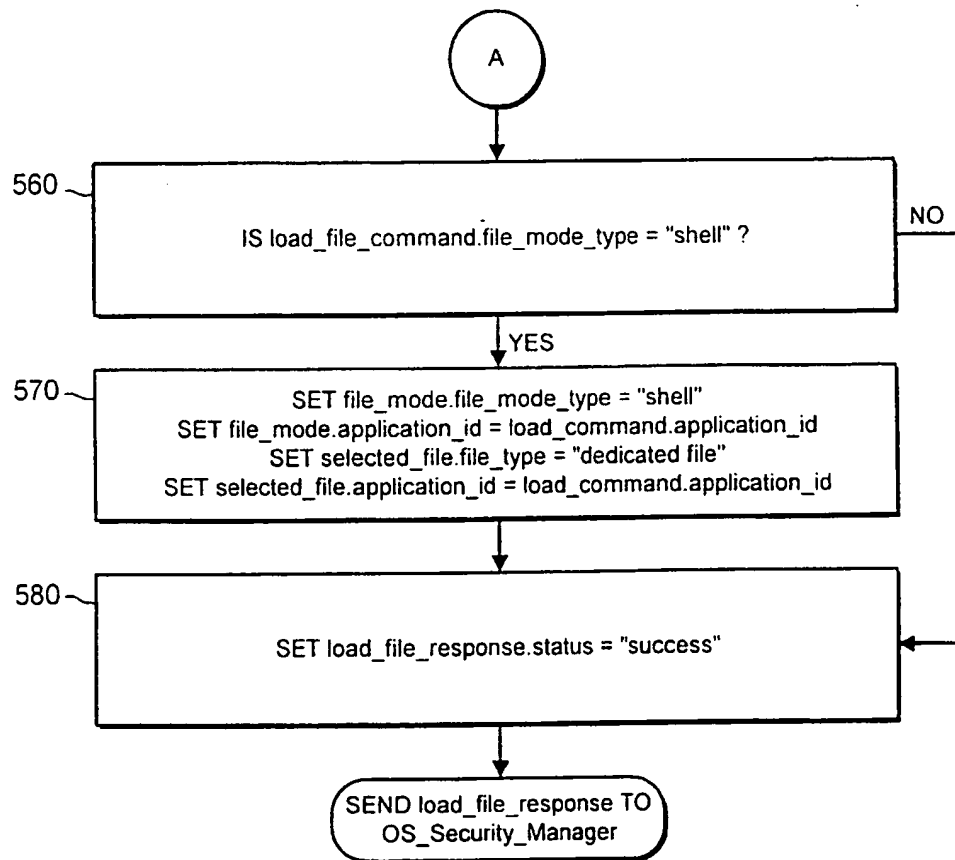 A
560
IS load_file_command.file_mode_type = "shell" ?
NO
YES
570
SET file_mode.file_mode_type = "shell"
SET file_mode.application_id = load_command.application_id
SET selected_file.file_type = "dedicated file"
SET selected_file.application_id = load_command.application_id
580
SET load_file_response.status = "success"
SEND load_file_response TO
OS_Security_Manager